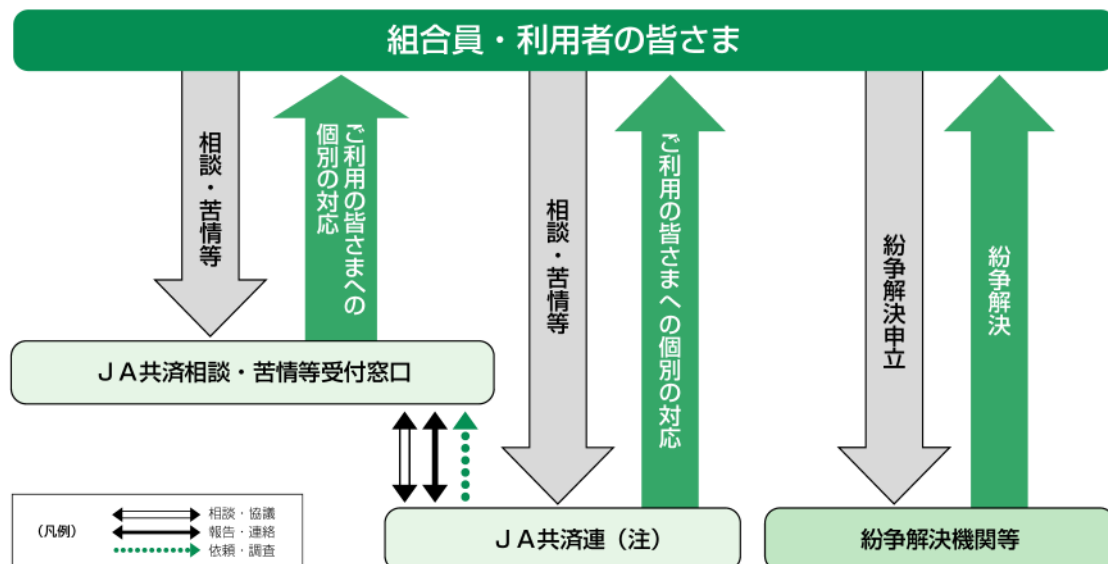 組合員・利用者の皆さま
相談・苦情等
ご利用の皆さまへの
個別の対応
相談・苦情等
ご利用の皆さまへの個別の対応
紛争解決申立
紛争解決
ＪＡ共済相談・苦情等受付窓口
（凡例）
相談・協議
報告・連絡
依頼・調査
ＪＡ共済連（注）
紛争解決機関等